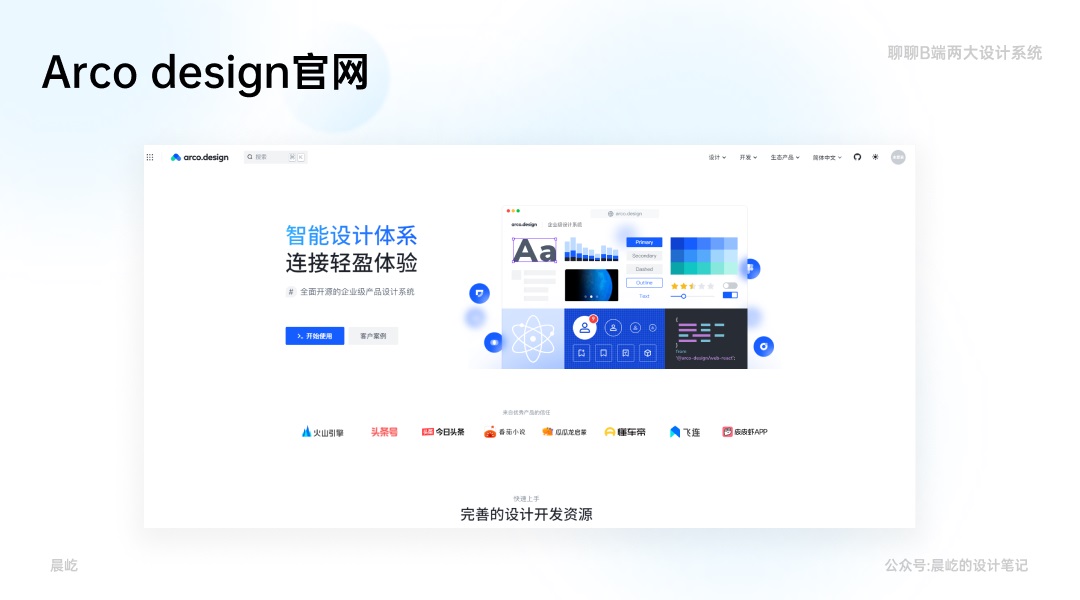 Arco design官网
聊聊B端两大设计系统
arco.design
搜索
设计
开发
生态产品
简体中文
智能设计体系
连接轻盈体验
# 全面开源的企业级产品设计系统
开始使用
客户案例
arco.design
arco.design
企业级设计系统
Aa
Primary
Secondary
Dashed
Outline
Text
{
}
from
'@arco-design/web-react';
来自优秀产品的信任
火山引擎
头条号
头条 今日头条
番茄小说
瓜瓜龙启蒙
懂车帝
飞连
皮皮虾APP
快速上手
完善的设计开发资源
晨屹
公众号:晨屹的设计笔记